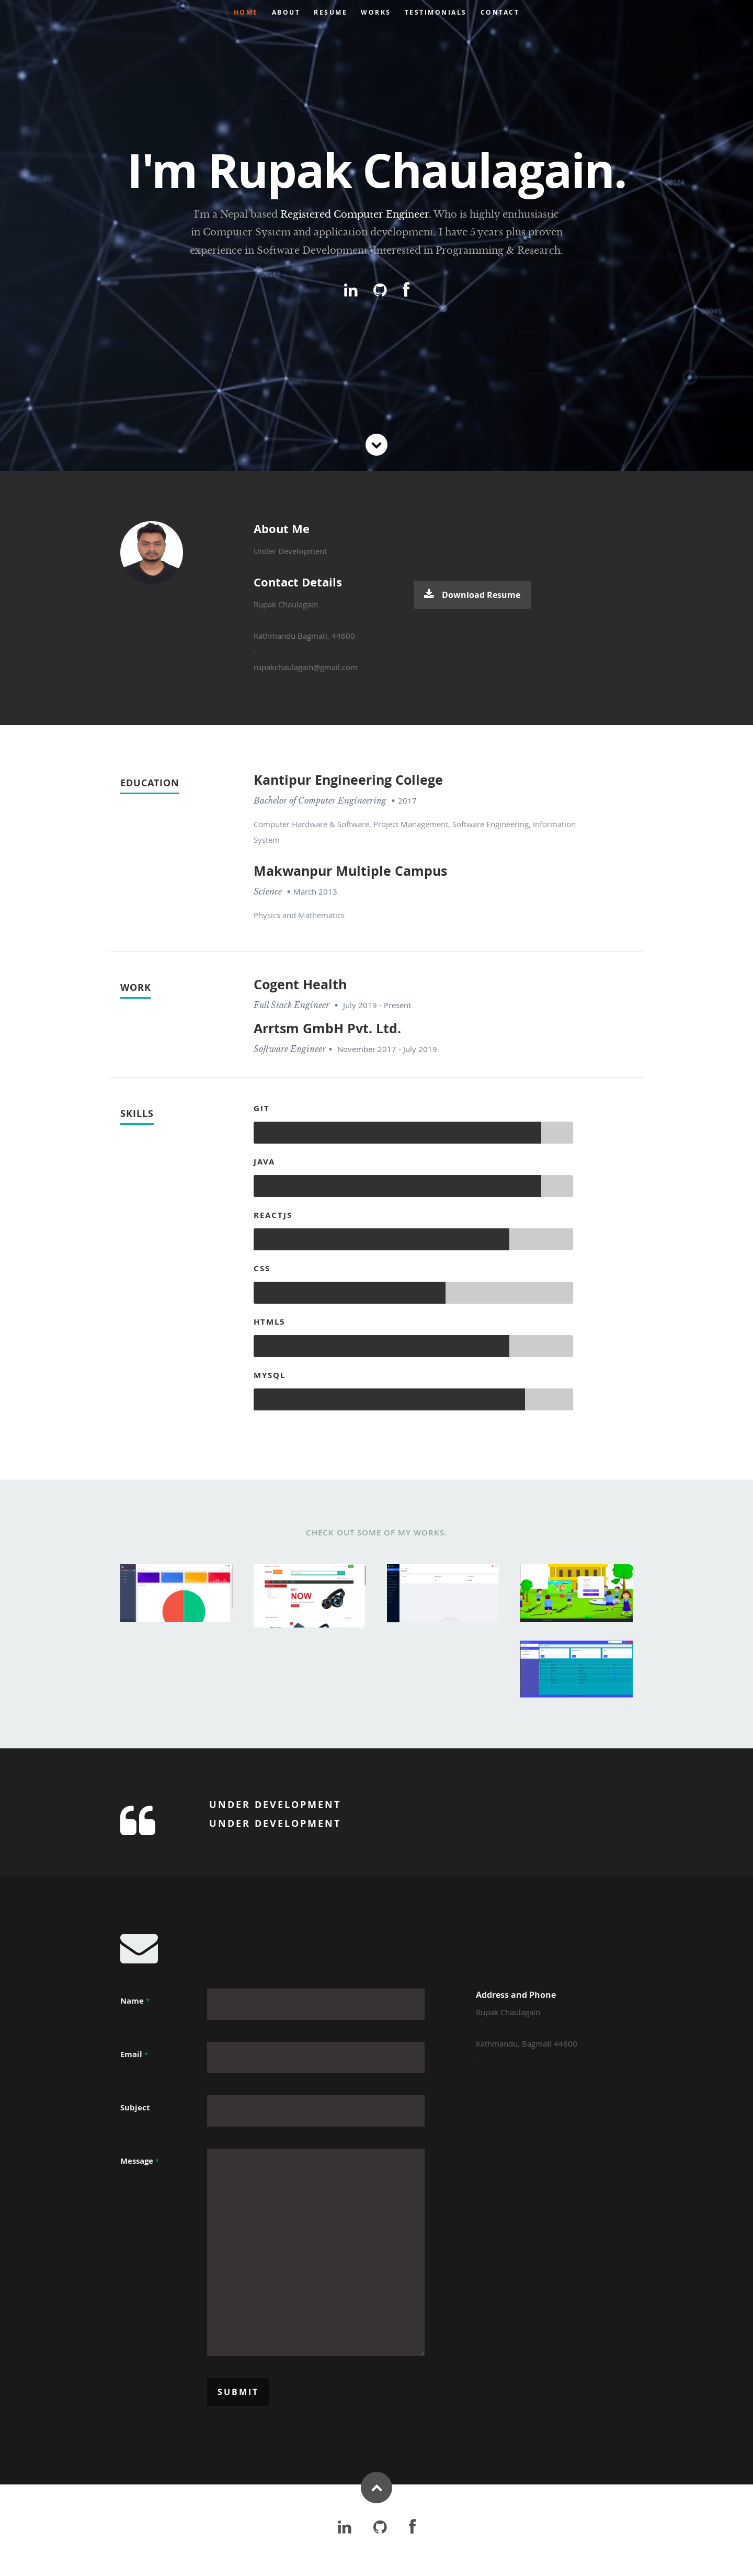 HOME ABOUT RESUME WORKS TESTIMONIALS CONTACT
I'm Rupak Chaulagain.
I'm a Nepal based Registered Computer Engineer. Who is highly enthusiastic
in Computer System and application development. I have 5 years plus proven
experience in Software Development. Interested in Programming & Research.
About Me
Under Development
Contact Details
Rupak Chaulagain
Kathmandu Bagmati, 44600
-
rupakchaulagain@gmail.com
Download Resume
EDUCATION
Kantipur Engineering College
Bachelor of Computer Engineering • 2017
Computer Hardware & Software, Project Management, Software Engineering, Information
System
Makwanpur Multiple Campus
Science • March 2013
Physics and Mathematics
WORK
Cogent Health
Full Stack Engineer • July 2019 - Present
Arrtsm GmbH Pvt. Ltd.
Software Engineer • November 2017 - July 2019
SKILLS
GIT
JAVA
REACTJS
CSS
HTML5
MYSQL
CHECK OUT SOME OF MY WORKS.
NOW
UNDER DEVELOPMENT
UNDER DEVELOPMENT
Name *
Email *
Subject
Message *
SUBMIT
Address and Phone
Rupak Chaulagain
Kathmandu, Bagmati 44600
-